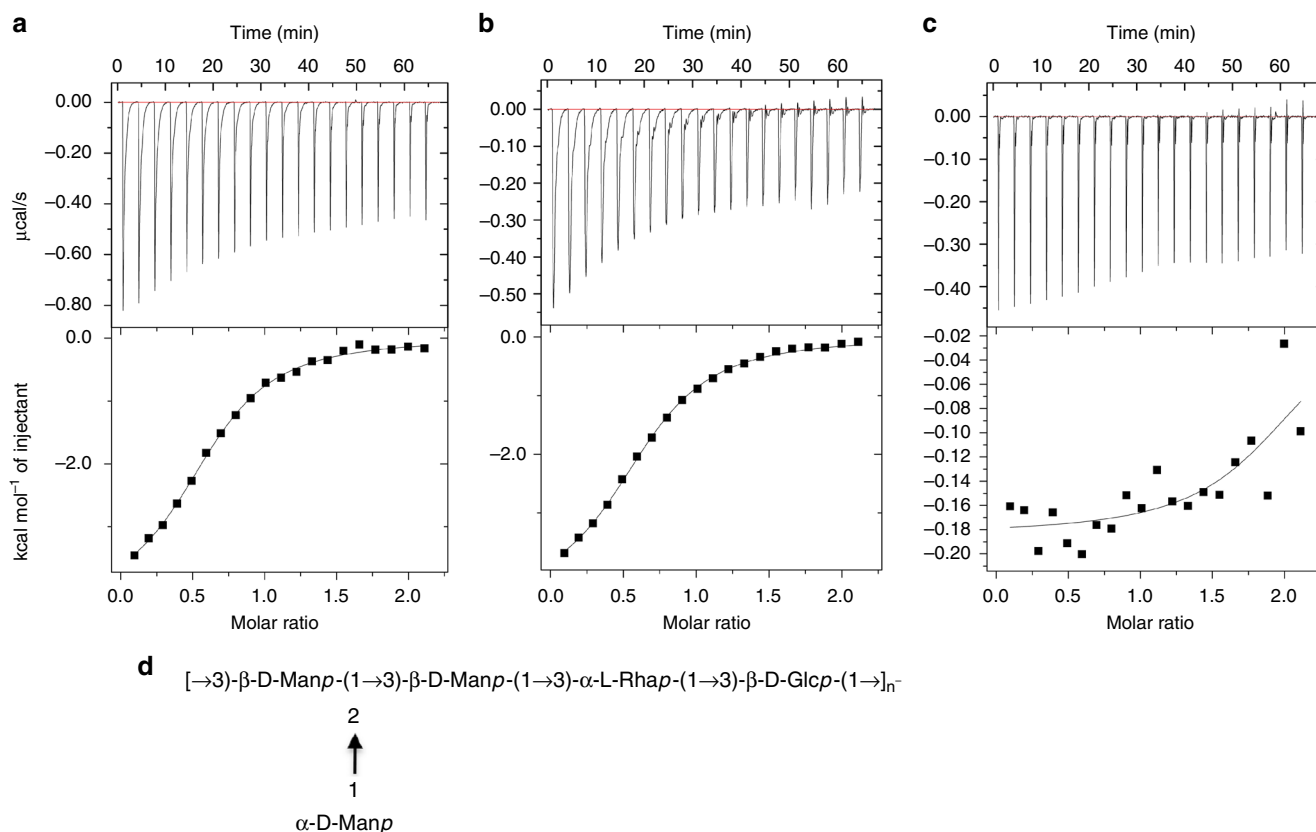 a
Time (min)
0 10 20 30 40 50 60
0.00
−0.20
−0.40
−0.60
−0.80
μcal/s
0.0
−2.0
kcal mol⁻¹ of injectant
0.0 0.5 1.0 1.5 2.0
Molar ratio
b
Time (min)
0 10 20 30 40 50 60
0.00
−0.10
−0.20
−0.30
−0.40
−0.50
0.0
−2.0
0.0 0.5 1.0 1.5 2.0
Molar ratio
c
Time (min)
0 10 20 30 40 50 60
0.00
−0.10
−0.20
−0.30
−0.40
−0.02
−0.04
−0.06
−0.08
−0.10
−0.12
−0.14
−0.16
−0.18
−0.20
0.0 0.5 1.0 1.5 2.0
Molar ratio
d
[→3)-β-D-Manp-(1→3)-β-D-Manp-(1→3)-α-L-Rhap-(1→3)-β-D-Glcp-(1→]n-
2
1
α-D-Manp